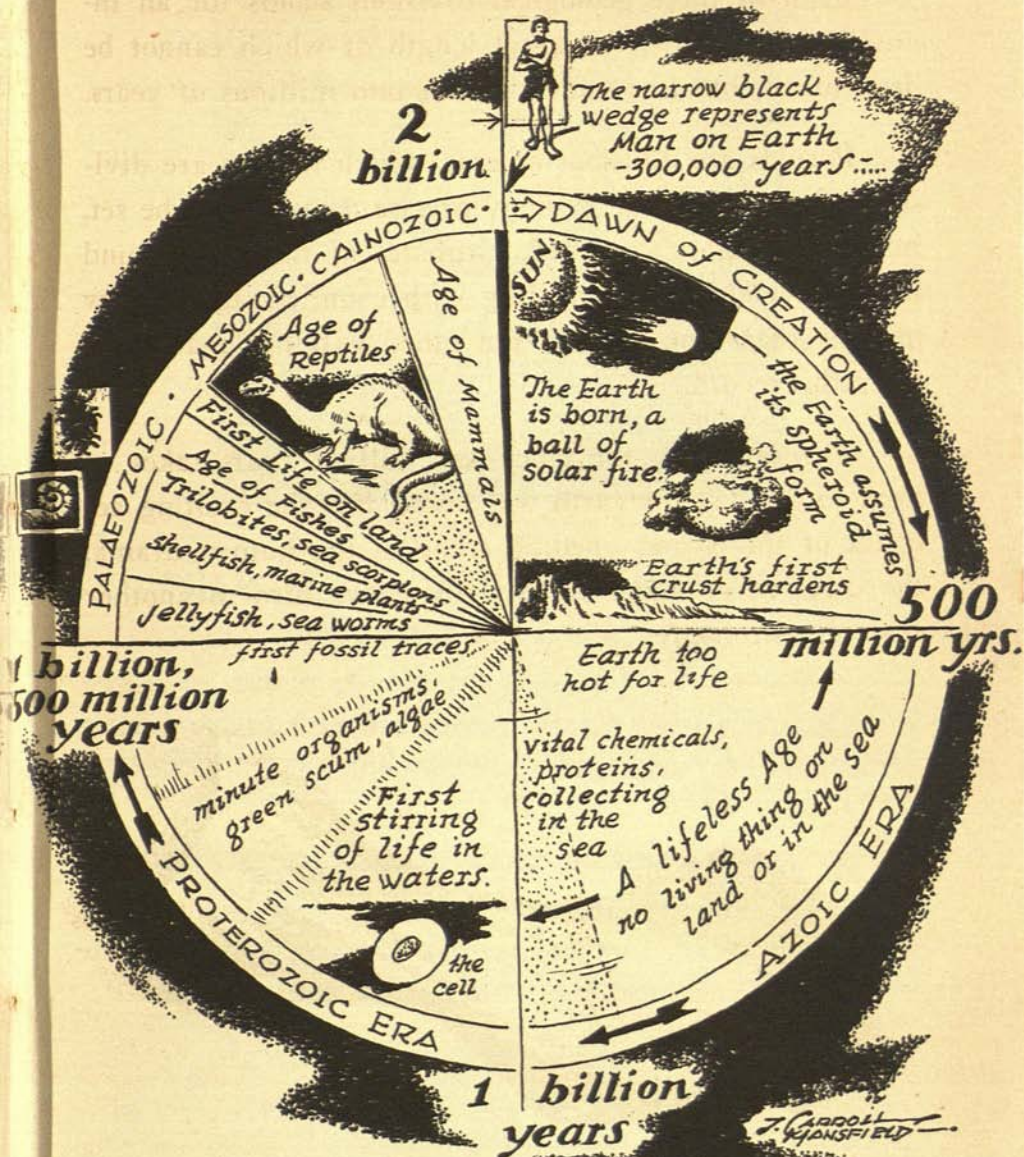 The narrow black
wedge represents
Man on Earth
-300,000 years.....
2
billion
DAWN of CREATION
SUN
The Earth
is born, a
ball of
solar fire
the Earth assumes
its spheroid
form
Earth's first
crust hardens
500
million yrs.
Earth too
hot for life
vital chemicals,
proteins,
collecting
in the
sea
A lifeless Age
no living thing on
land or in the sea
AZOIC ERA
1 billion
years
PROTEROZOIC ERA
the
cell
First
stirring
of life in
the waters.
minute organisms,
green scum, algae
first fossil traces
billion,
500 million
years
PALAEOZOIC · MESOZOIC · CAINOZOIC ·
Jellyfish, sea worms
shellfish, marine plants
Trilobites, sea scorpions
Age of Fishes
First Life on land
Age of
Reptiles
Age of Mammals
J. CARROLL
MANSFIELD